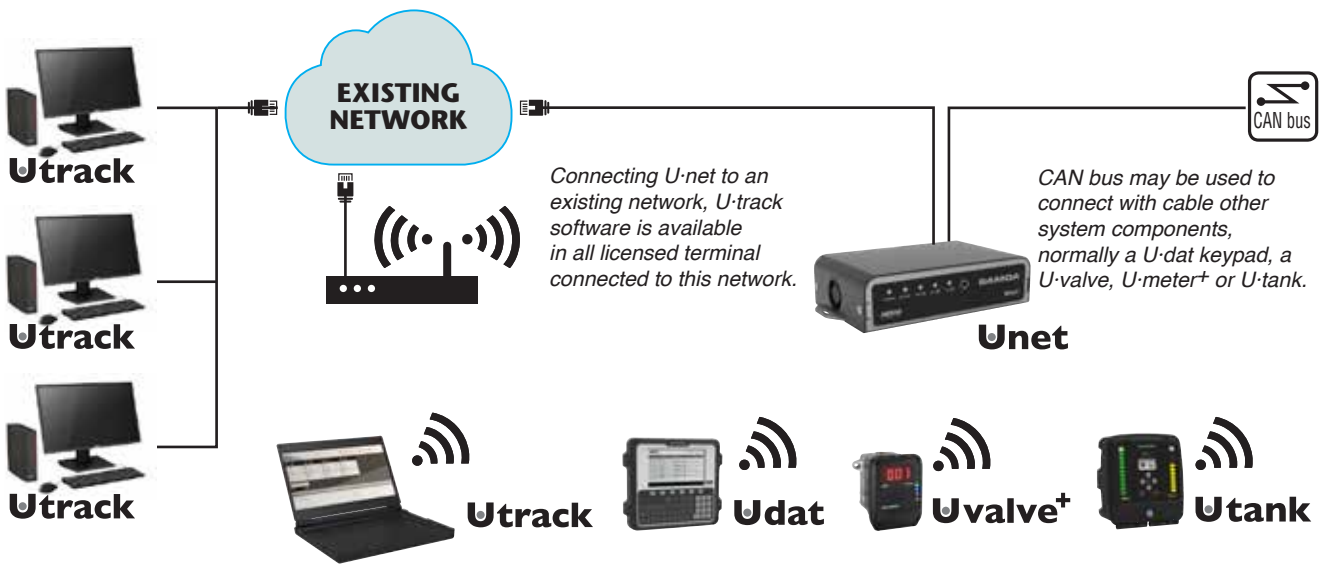 EXISTING
NETWORK
CAN bus
Utrack
Connecting U·net to an
existing network, U·track
software is available
in all licensed terminal
connected to this network.
CAN bus may be used to
connect with cable other
system components,
normally a U·dat keypad, a
U·valve, U·meter+ or U·tank.
SAMOA
Unet
Utrack
Utrack
Utrack
Udat
001
Uvalve+
Utank